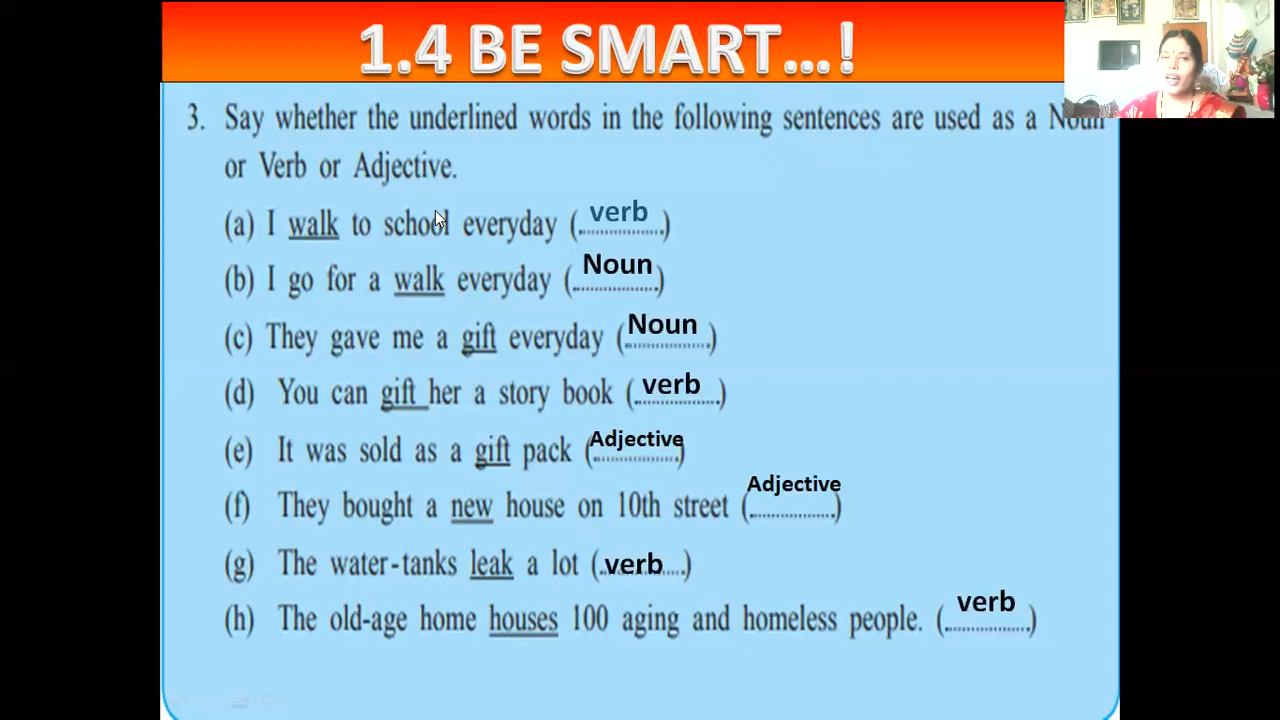 1.4 BE SMART...!
3. Say whether the underlined words in the following sentences are used as a Noun
or Verb or Adjective.
(a) I walk to school everyday (verb)
(b) I go for a walk everyday (Noun)
(c) They gave me a gift everyday (Noun)
(d) You can gift her a story book (verb)
(e) It was sold as a gift pack (Adjective)
(f) They bought a new house on 10th street (Adjective)
(g) The water-tanks leak a lot (verb)
(h) The old-age home houses 100 aging and homeless people. (verb)